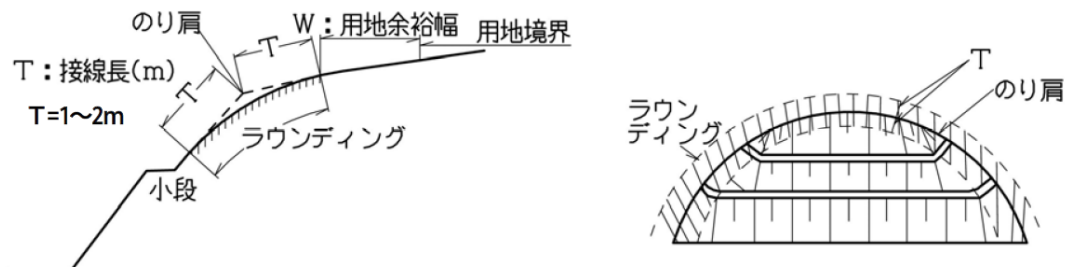 のり肩
W：用地余裕幅
用地境界
T
T：接線長(m)
T
T=1～2m
ラウンディング
小段
T
のり肩
ラウン
ディング